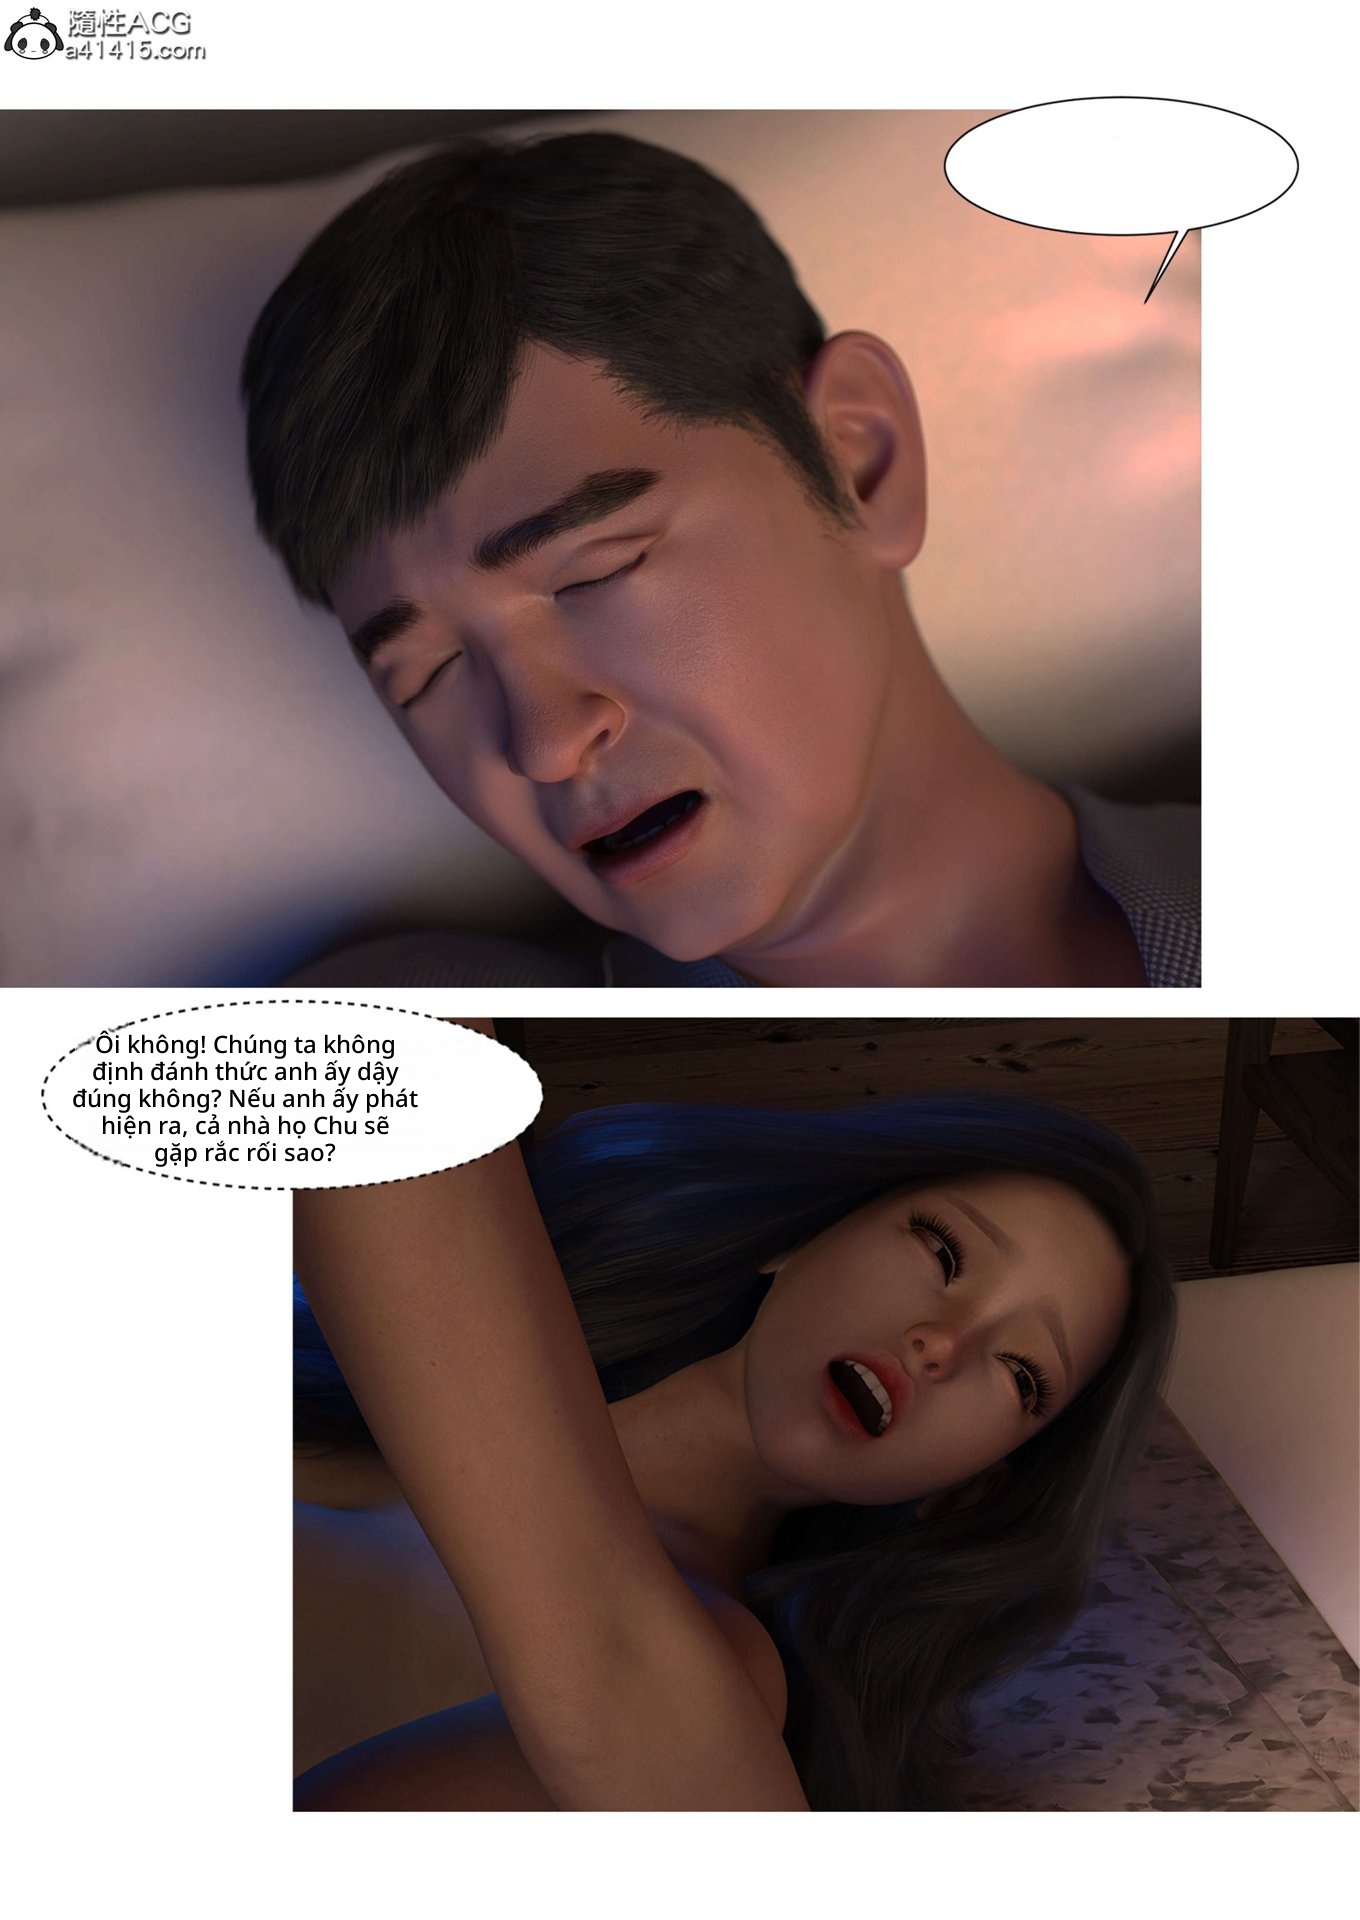 隨性ACG
a41415.com
Ôi không! Chúng ta không
định đánh thức anh ấy dậy
đúng không? Nếu anh ấy phát
hiện ra, cả nhà họ Chu sẽ
gặp rắc rối sao?